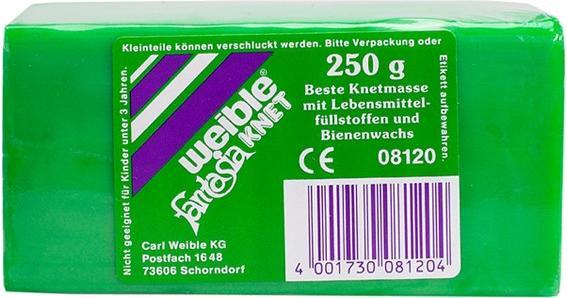 Kleinteile können verschluckt werden. Bitte Verpackung oder
Etikett aufbewahren.
Nicht geeignet für Kinder unter 3 Jahren.
weible®
fantasia KNET
250 g
Beste Knetmasse
mit Lebensmittel-
füllstoffen und
Bienenwachs
CE 08120
Carl Weible KG
Postfach 16 48
73606 Schorndorf
4 001730 081204